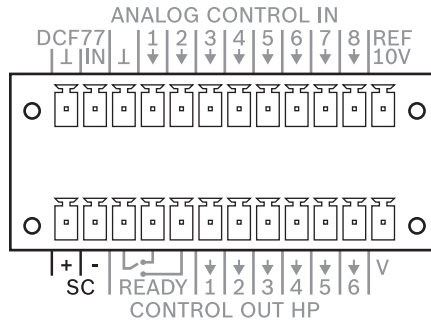 ANALOG CONTROL IN
DCF77 1 2 3 4 5 6 7 8 REF
⊥ IN ⊥ 10V
+ - V
SC READY 1 2 3 4 5 6
CONTROL OUT HP